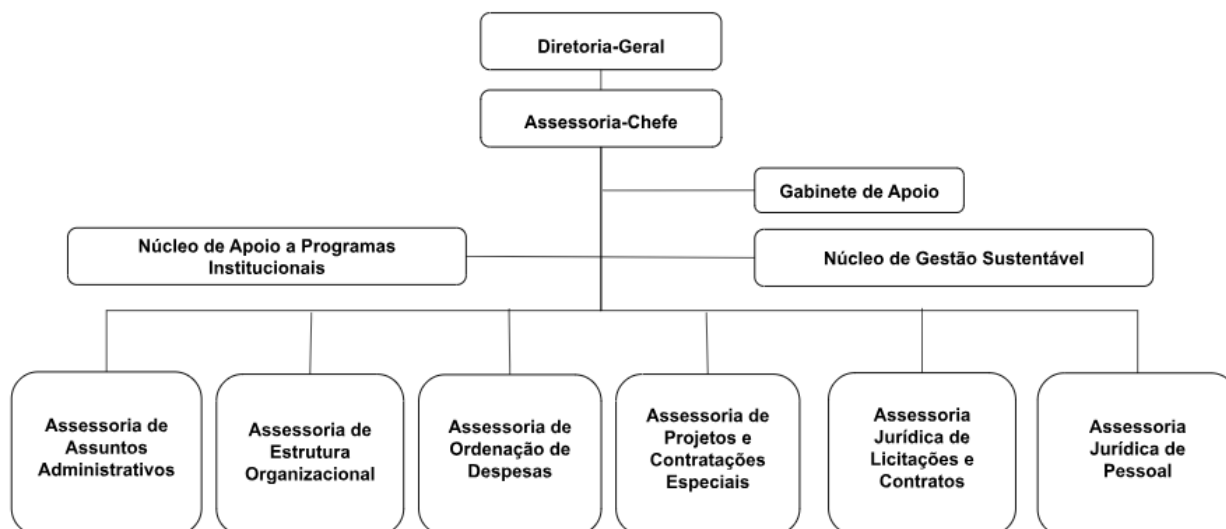 Diretoria-Geral
Assessoria-Chefe
Gabinete de Apoio
Núcleo de Apoio a Programas
Institucionais
Núcleo de Gestão Sustentável
Assessoria de
Assuntos
Administrativos
Assessoria de
Estrutura
Organizacional
Assessoria de
Ordenação de
Despesas
Assessoria de
Projetos e
Contratações
Especiais
Assessoria
Jurídica de
Licitações e
Contratos
Assessoria
Jurídica de
Pessoal